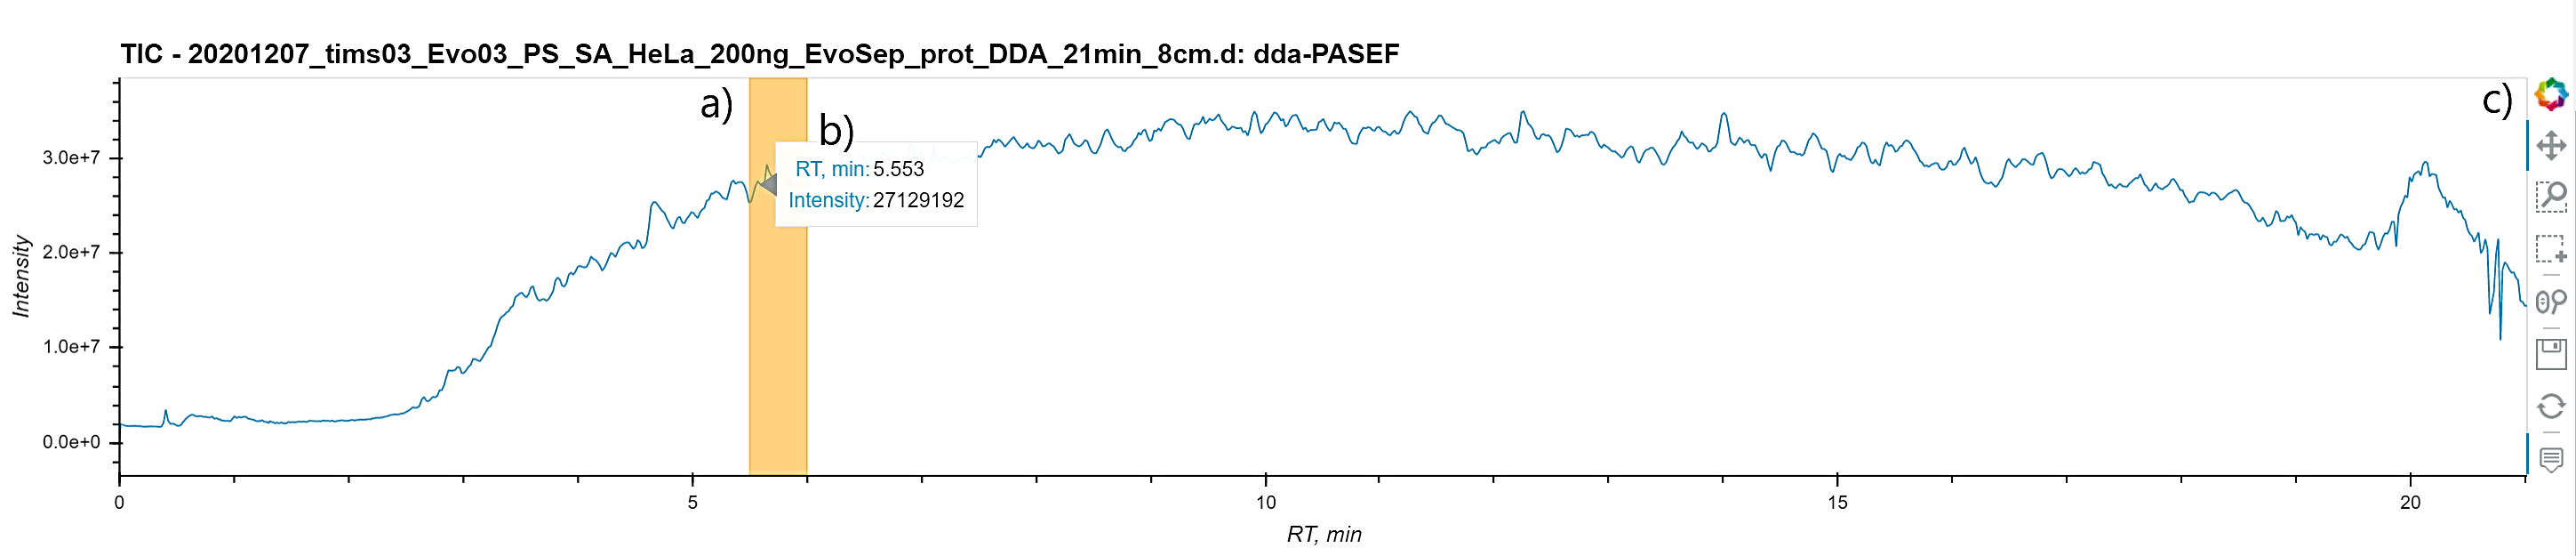 TIC - 20201207_tims03_Evo03_PS_SA_HeLa_200ng_EvoSep_prot_DDA_21min_8cm.d: dda-PASEF
a)
b)
c)
RT, min: 5.553
Intensity: 27129192
Intensity
3.0e+7
2.0e+7
1.0e+7
0.0e+0
0 5 10 15 20
RT, min